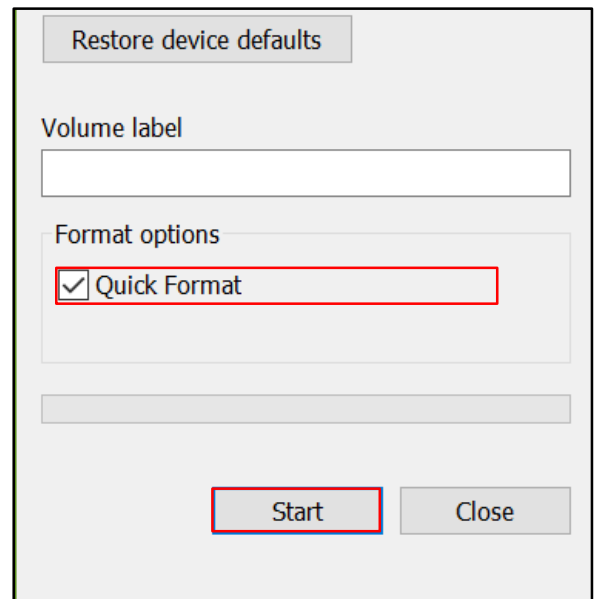 Restore device defaults
Volume label
Format options
Quick Format
Start Close